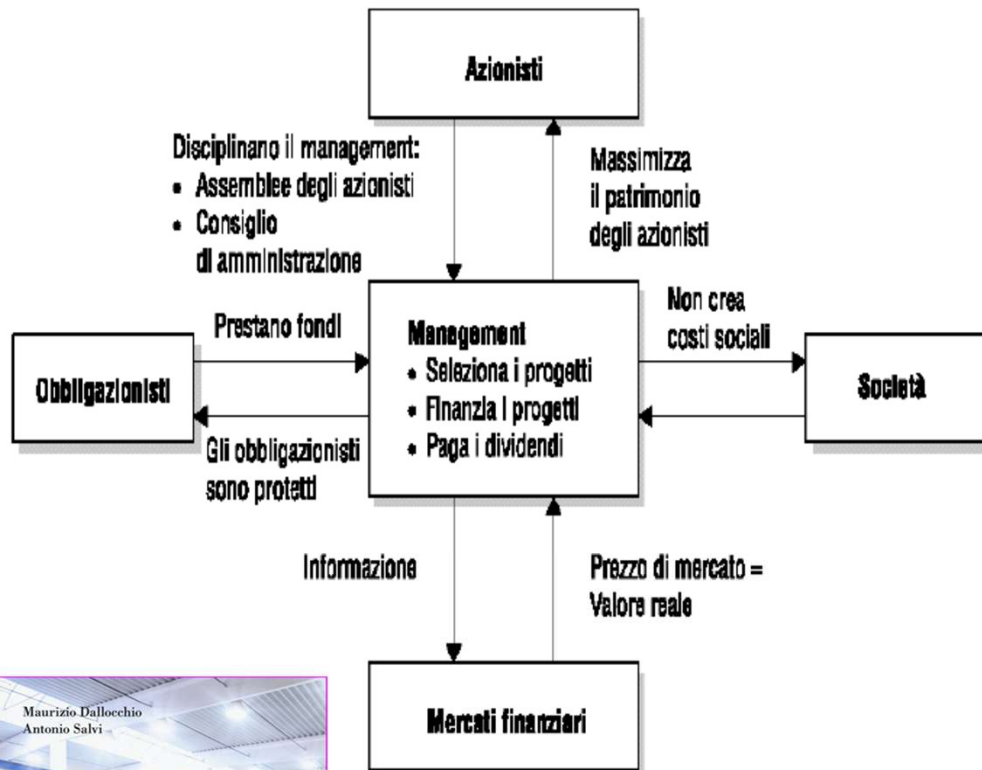 Azionisti
Disciplinano il management:
• Assemblee degli azionisti
• Consiglio
di amministrazione
Massimizza
il patrimonio
degli azionisti
Prestano fondi
Management
• Seleziona i progetti
• Finanzia i progetti
• Paga i dividendi
Non crea
costi sociali
Obbligazionisti
Società
Gli obbligazionisti
sono protetti
Informazione
Prezzo di mercato =
Valore reale
Mercati finanziari
Maurizio Dallocchio
Antonio Salvi